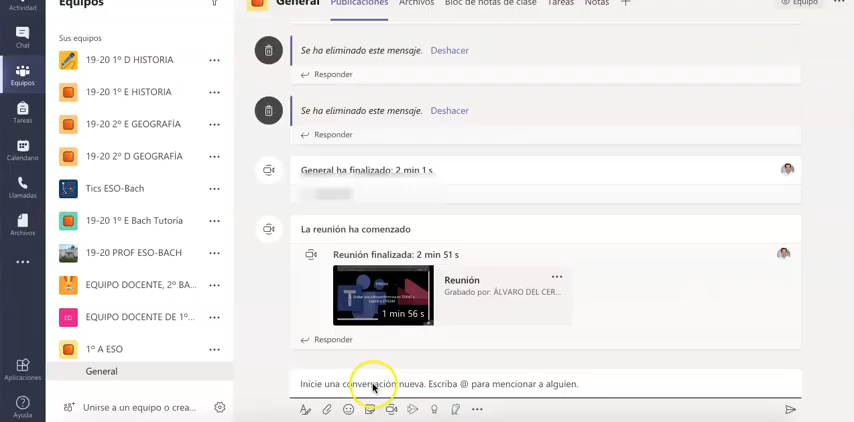 Actividad
Chat
Equipos
Tareas
Calendario
Llamadas
Archivos
Aplicaciones
Ayuda
Equipos
Sus equipos
19-20 1º D HISTORIA
19-20 1º E HISTORIA
19-20 2º E GEOGRAFÍA
19-20 2º D GEOGRAFÍA
Tics ESO-Bach
19-20 1º E Bach Tutoría
19-20 PROF ESO-BACH
EQUIPO DOCENTE, 2º BA...
ED EQUIPO DOCENTE DE 1º...
1º A ESO
General
Unirse a un equipo o crea...
General Publicaciones Archivos Bloc de notas de clase Tareas Notas + Equipo
Se ha eliminado este mensaje. Deshacer
Responder
Se ha eliminado este mensaje. Deshacer
Responder
General ha finalizado: 2 min 1 s
La reunión ha comenzado
Reunión finalizada: 2 min 51 s
Reunión
Grabado por: ÁLVARO DEL CER...
1 min 56 s
Responder
Inicie una conversación nueva. Escriba @ para mencionar a alguien.